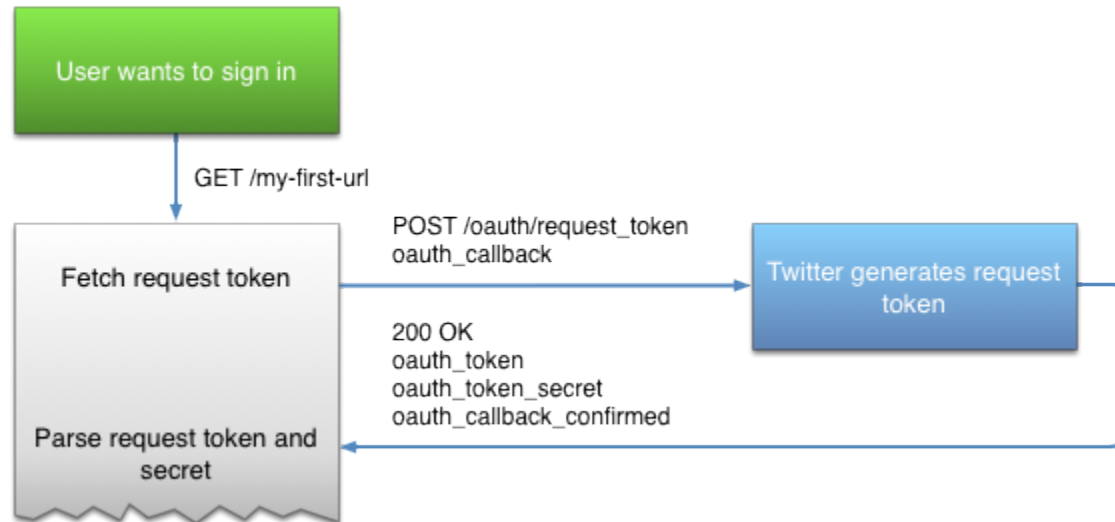 User wants to sign in
GET /my-first-url
POST /oauth/request_token
oauth_callback
Fetch request token
Twitter generates request
token
200 OK
oauth_token
oauth_token_secret
oauth_callback_confirmed
Parse request token and
secret